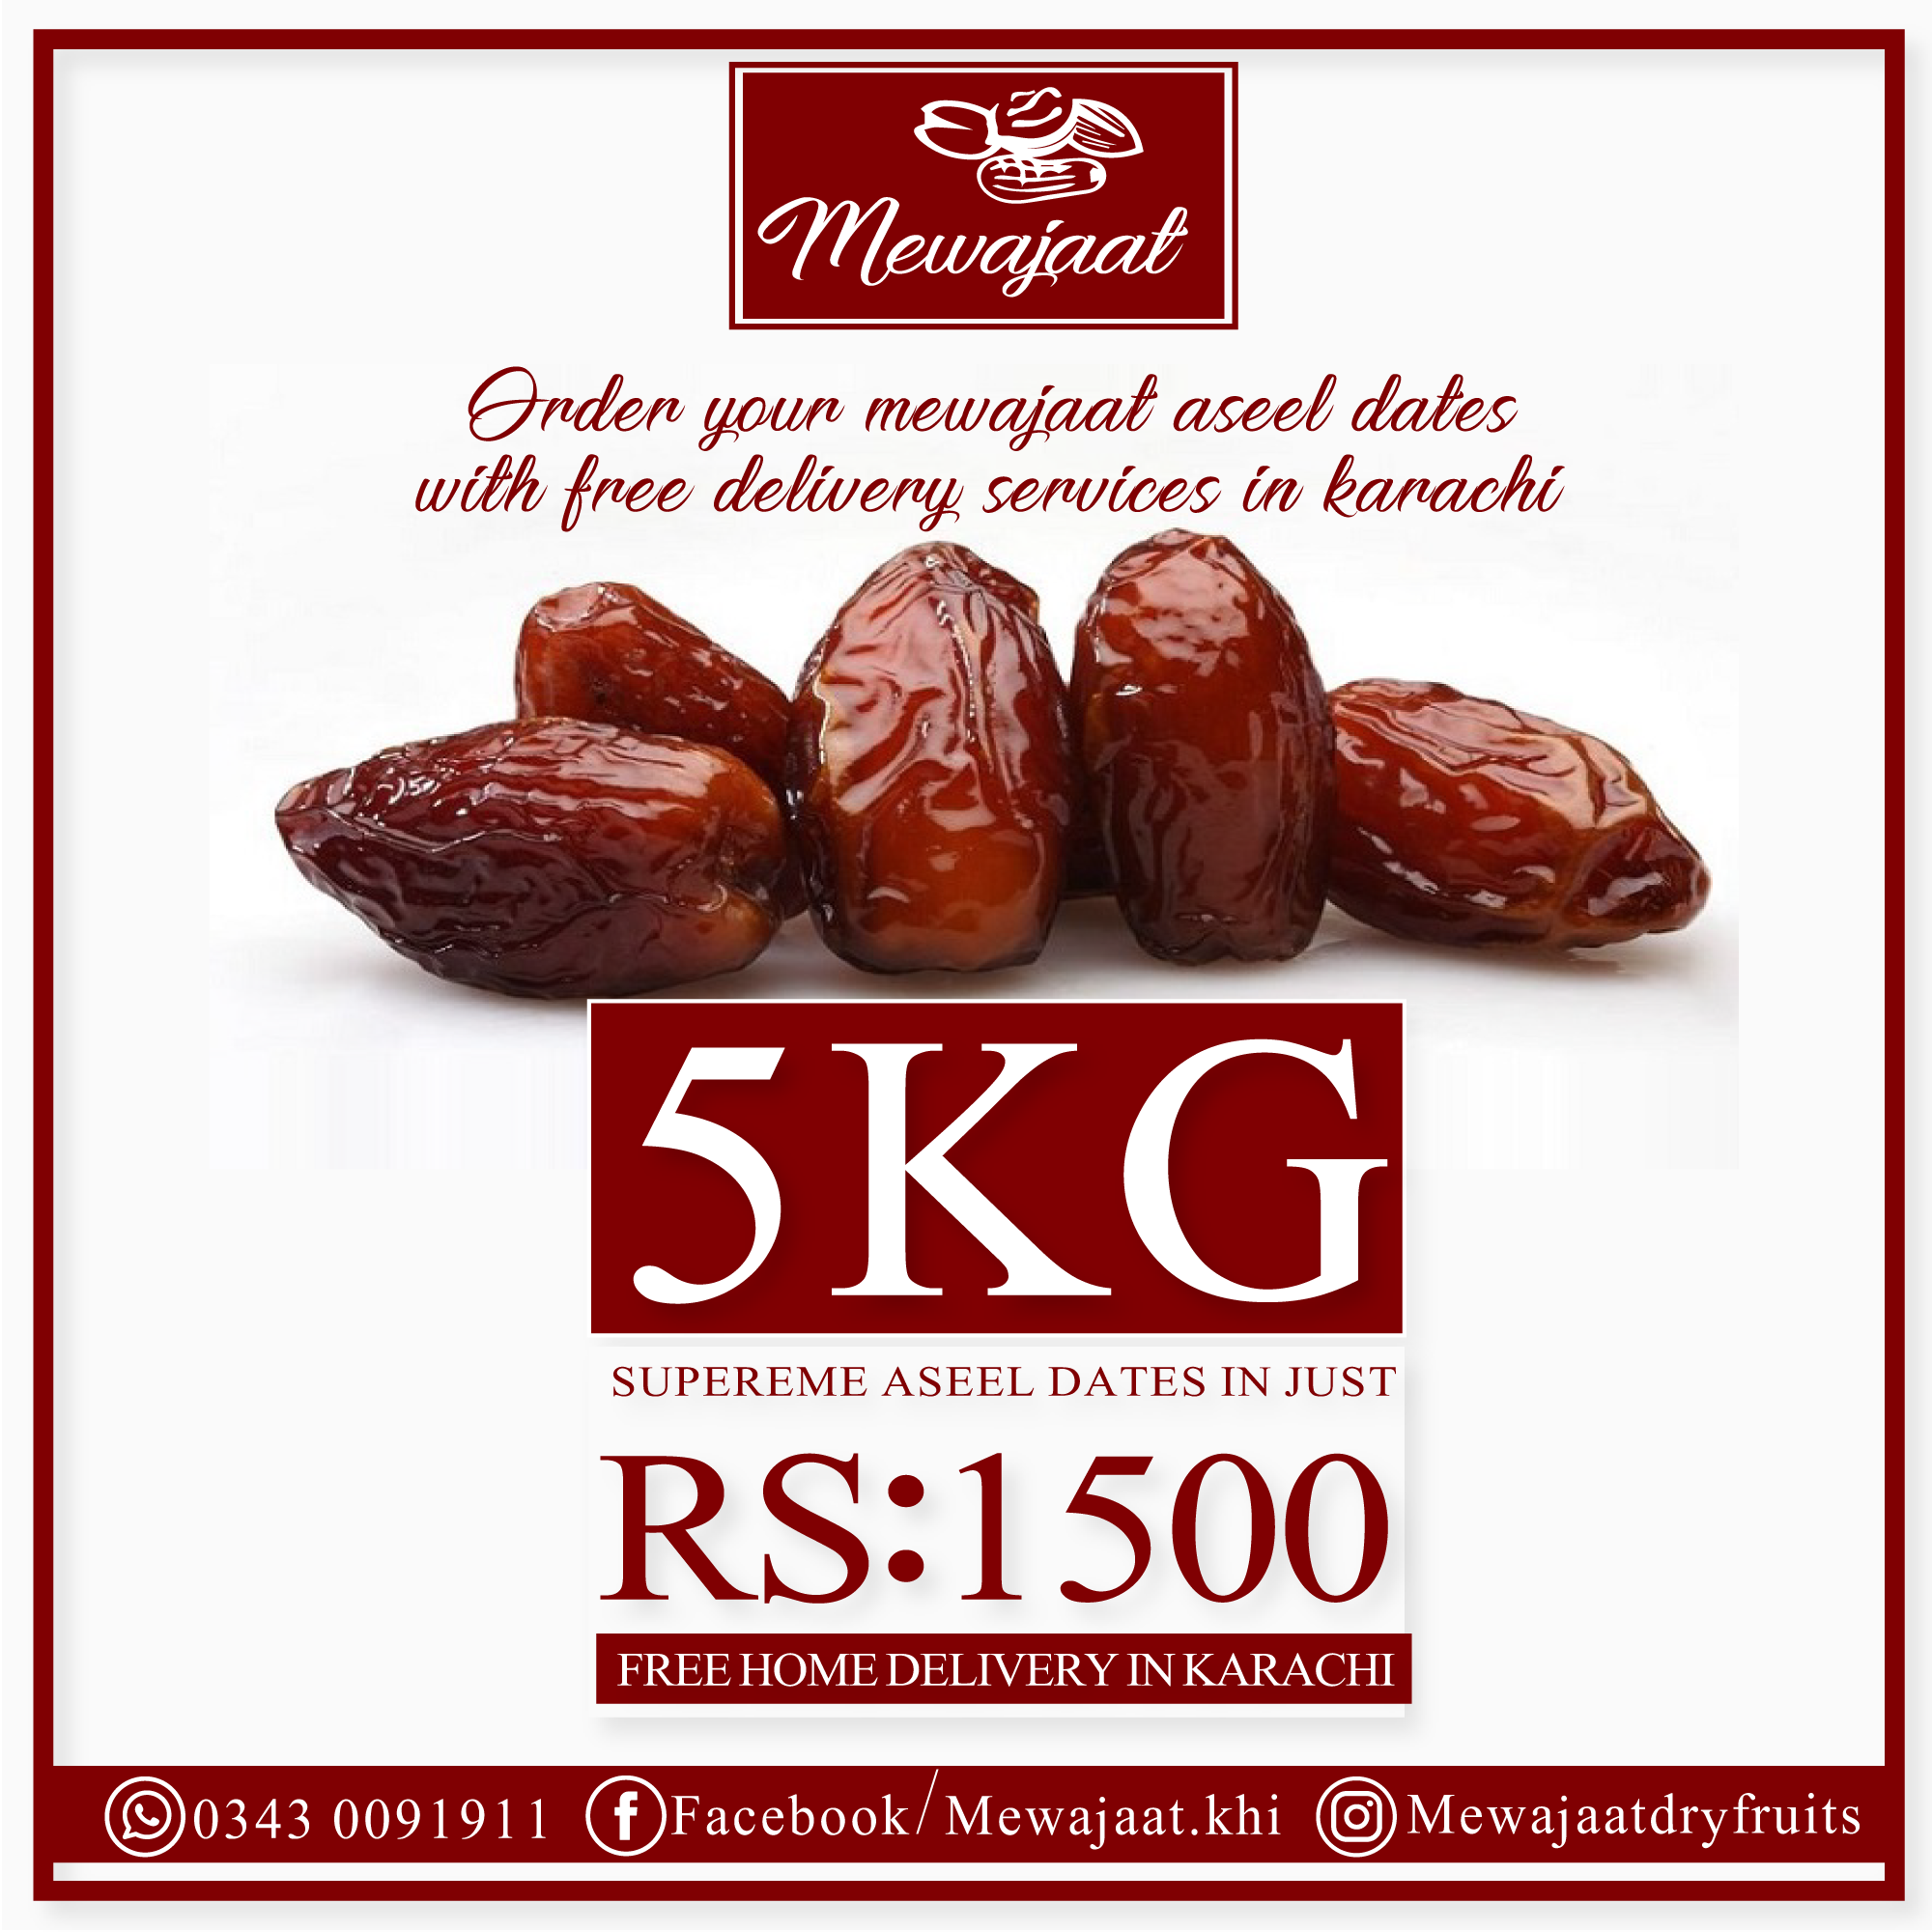 Mewajaat
Order your mewajaat aseel dates
with free delivery services in karachi
5KG
SUPEREME ASEEL DATES IN JUST
RS:1500
FREE HOME DELIVERY IN KARACHI
0343 0091911 Facebook/Mewajaat.khi Mewajaatdryfruits